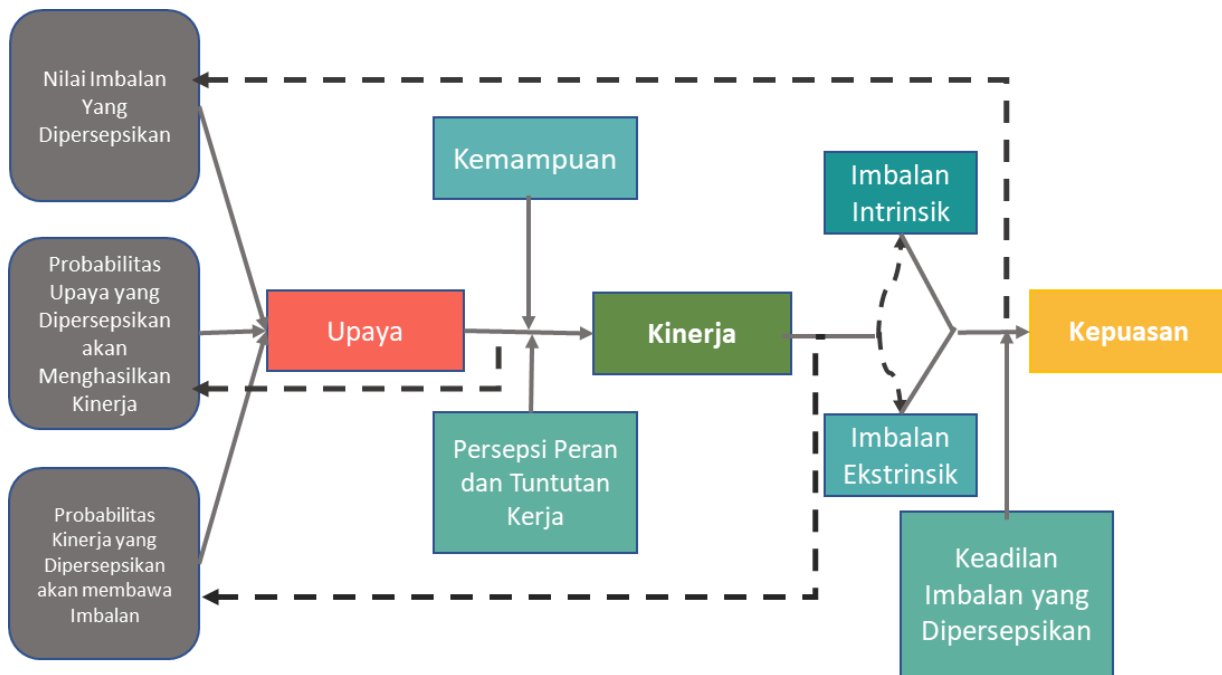 Nilai Imbalan
Yang
Dipersepsikan
Probabilitas
Upaya yang
Dipersepsikan
akan
Menghasilkan
Kinerja
Probabilitas
Kinerja yang
Dipersepsikan
akan membawa
Imbalan
Upaya
Kemampuan
Persepsi Peran
dan Tuntutan
Kerja
Kinerja
Imbalan
Intrinsik
Imbalan
Ekstrinsik
Keadilan
Imbalan yang
Dipersepsikan
Kepuasan